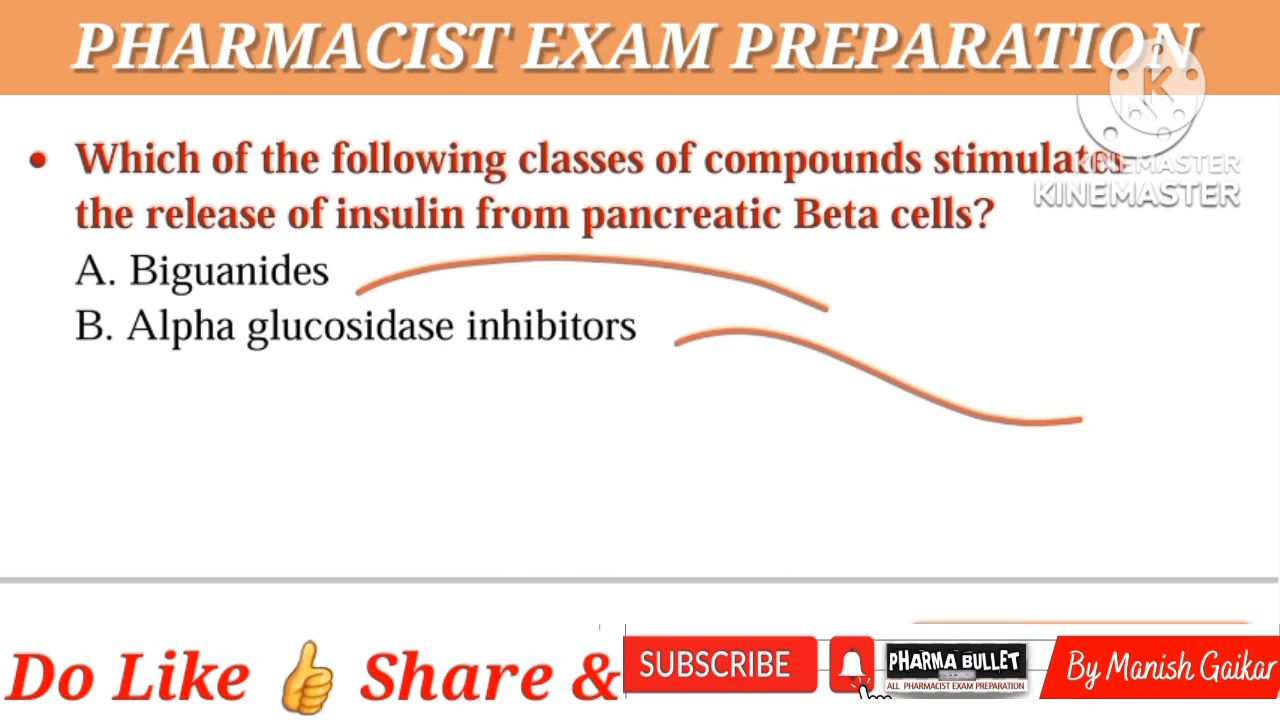 PHARMACIST EXAM PREPARATION
K
KINEMASTER
KINEMASTER
• Which of the following classes of compounds stimulates
the release of insulin from pancreatic Beta cells?
A. Biguanides
B. Alpha glucosidase inhibitors
Do Like 👍 Share &
SUBSCRIBE
PHARMA BULLET
ALL PHARMACIST EXAM PREPARATION
By Manish Gaikar